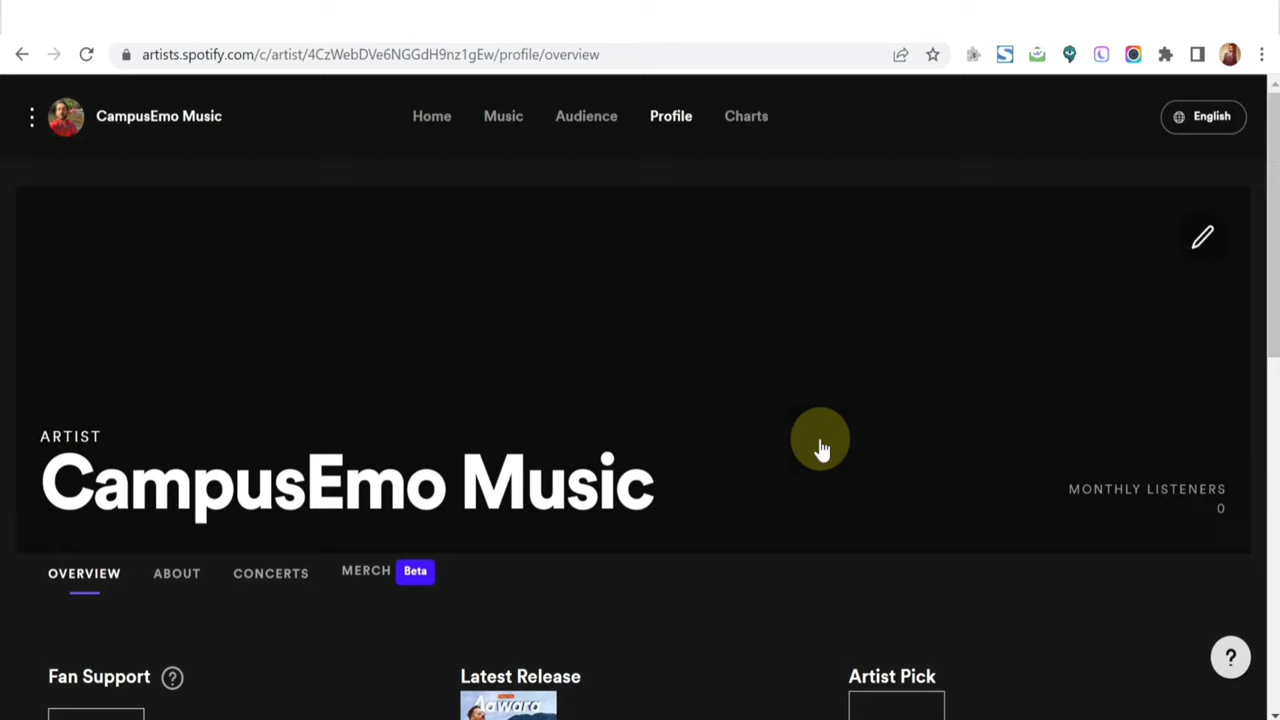 artists.spotify.com/c/artist/4CzWebDVe6NGGdH9nz1gEw/profile/overview
CampusEmo Music
Home
Music
Audience
Profile
Charts
English
ARTIST
CampusEmo Music
MONTHLY LISTENERS
0
OVERVIEW
ABOUT
CONCERTS
MERCH
Beta
Fan Support ?
Latest Release
Artist Pick
Aawara
?